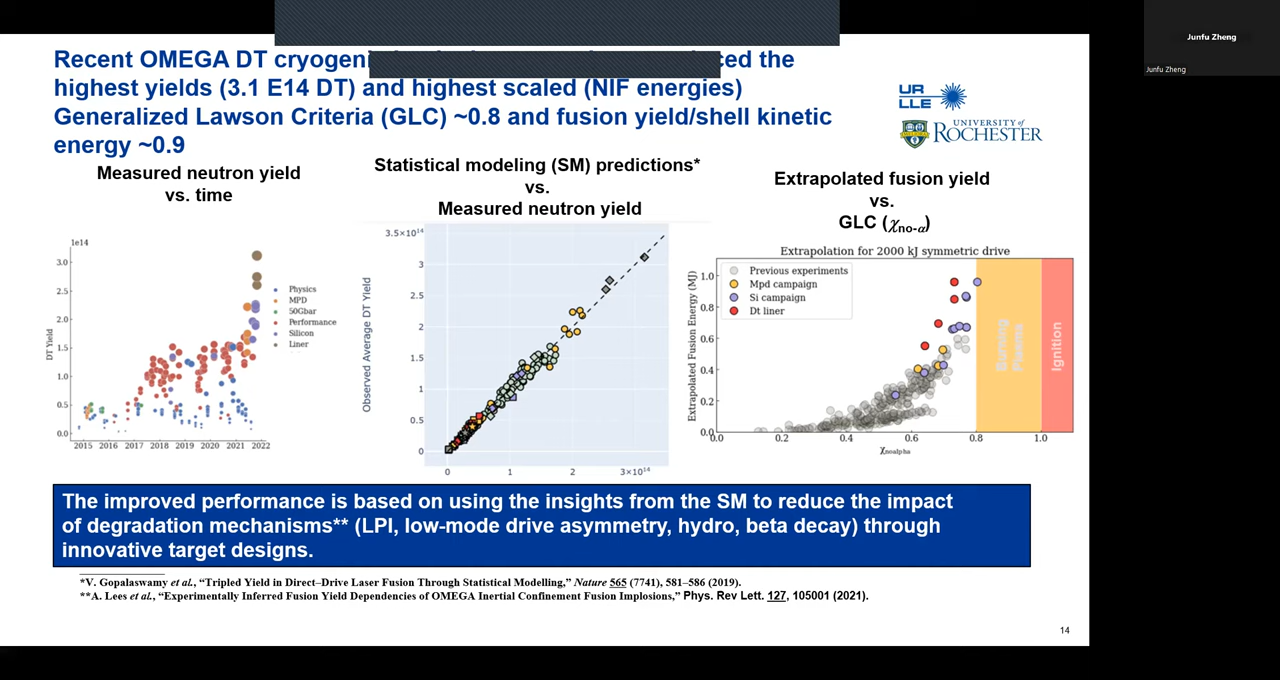 Junfu Zheng
Junfu Zheng
Recent OMEGA DT cryogeni ced the
highest yields (3.1 E14 DT) and highest scaled (NIF energies)
Generalized Lawson Criteria (GLC) ~0.8 and fusion yield/shell kinetic
energy ~0.9
UR
LLE
UNIVERSITY of
ROCHESTER
Measured neutron yield
vs. time
1e14
DT Yield
3.0
2.5
2.0
1.5
1.0
0.5
0.0
2015 2016 2017 2018 2019 2020 2021 2022
Physics
MPD
50Gbar
Performance
Silicon
Liner
Statistical modeling (SM) predictions*
vs.
Measured neutron yield
Observed Average DT Yield
3.5×10¹⁴
3
2.5
2
1.5
1
0.5
0
0 1 2 3×10¹⁴
Extrapolated fusion yield
vs.
GLC (χno-α)
Extrapolation for 2000 kJ symmetric drive
Extrapolated Fusion Energy (MJ)
1.0
0.8
0.6
0.4
0.2
0.0
Previous experiments
Mpd campaign
Si campaign
Dt liner
Burning
Plasma
Ignition
0.0 0.2 0.4 0.6 0.8 1.0
χnoalpha
The improved performance is based on using the insights from the SM to reduce the impact
of degradation mechanisms** (LPI, low-mode drive asymmetry, hydro, beta decay) through
innovative target designs.
*V. Gopalaswamy et al., “Tripled Yield in Direct–Drive Laser Fusion Through Statistical Modelling,” Nature 565 (7741), 581–586 (2019).
**A. Lees et al., “Experimentally Inferred Fusion Yield Dependencies of OMEGA Inertial Confinement Fusion Implosions,” Phys. Rev Lett. 127, 105001 (2021).
14